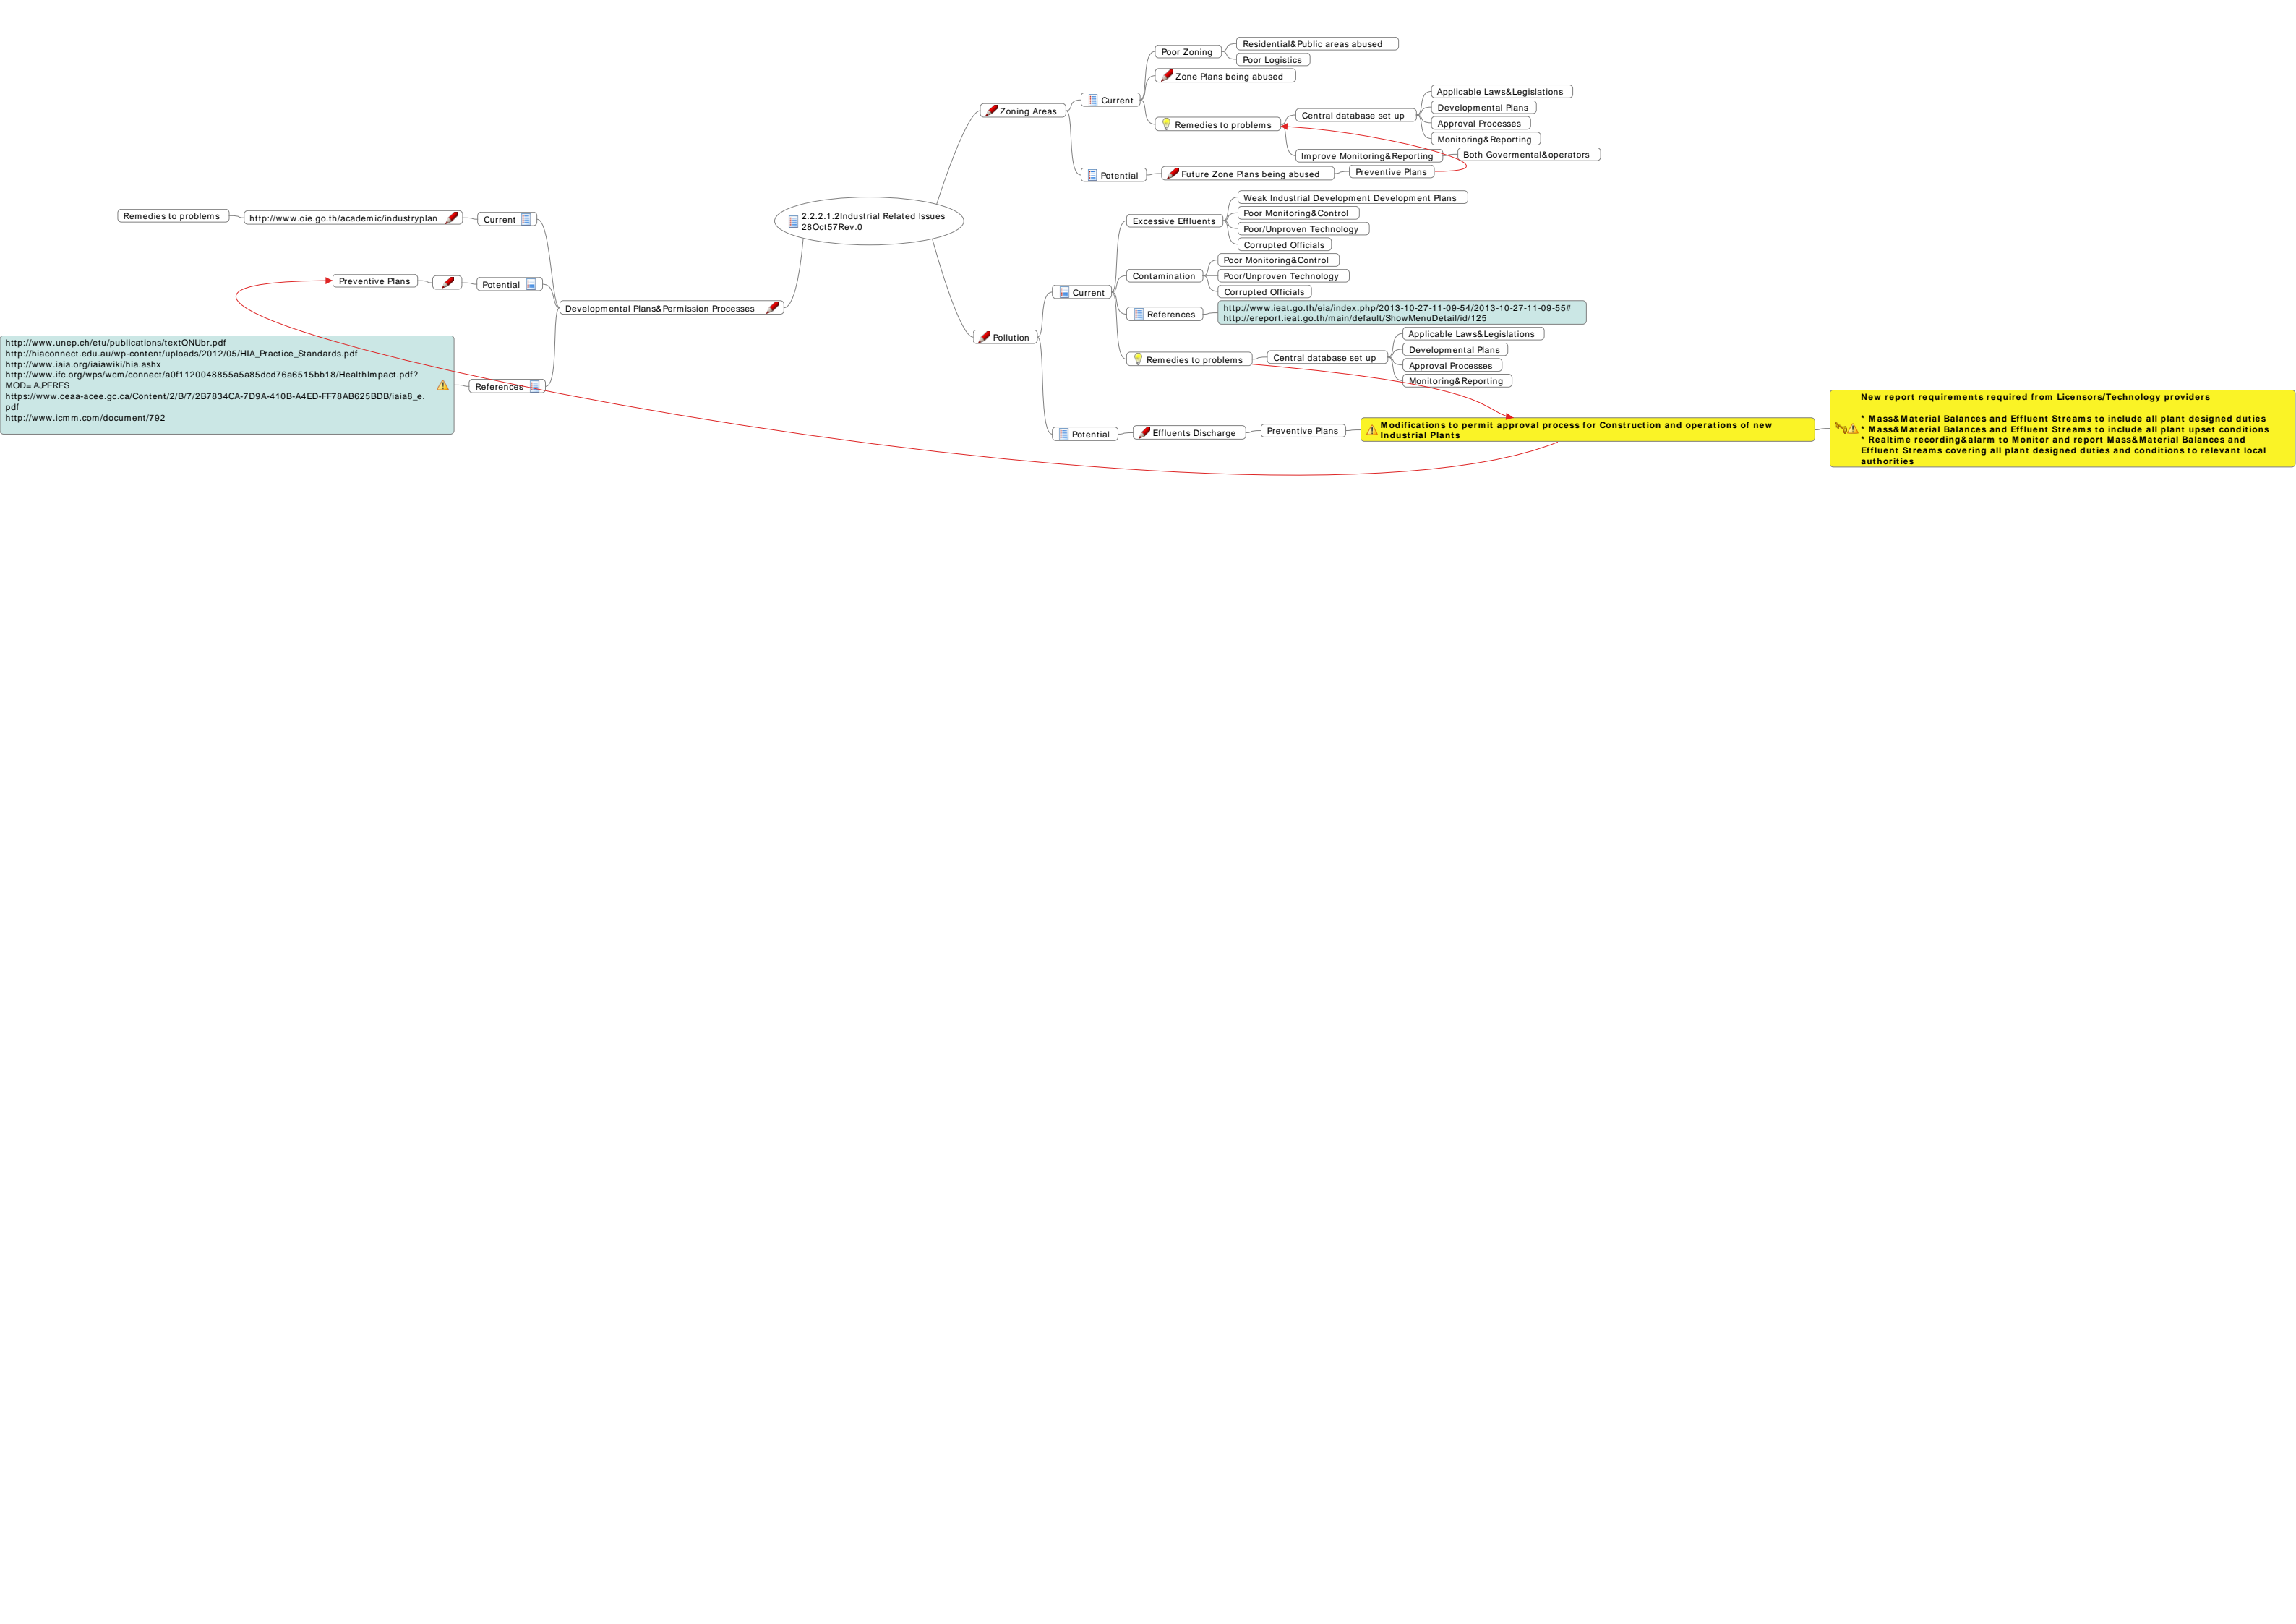 2.2.2.1.2Industrial Related Issues
28Oct57Rev.0
Zoning Areas
Current
Poor Zoning
Residential&Public areas abused
Poor Logistics
Zone Plans being abused
Remedies to problems
Central database set up
Applicable Laws&Legislations
Developmental Plans
Approval Processes
Monitoring&Reporting
Improve Monitoring&Reporting
Both Govermental&operators
Potential
Future Zone Plans being abused
Preventive Plans
Pollution
Current
Excessive Effluents
Weak Industrial Development Development Plans
Poor Monitoring&Control
Poor/Unproven Technology
Corrupted Officials
Contamination
Poor Monitoring&Control
Poor/Unproven Technology
Corrupted Officials
References
http://www.ieat.go.th/eia/index.php/2013-10-27-11-09-54/2013-10-27-11-09-55#
http://ereport.ieat.go.th/main/default/ShowMenuDetail/id/125
Remedies to problems
Central database set up
Applicable Laws&Legislations
Developmental Plans
Approval Processes
Monitoring&Reporting
Potential
Effluents Discharge
Preventive Plans
Modifications to permit approval process for Construction and operations of new
Industrial Plants
New report requirements required from Licensors/Technology providers
* Mass&Material Balances and Effluent Streams to include all plant designed duties
* Mass&Material Balances and Effluent Streams to include all plant upset conditions
* Realtime recording&alarm to Monitor and report Mass&Material Balances and
Effluent Streams covering all plant designed duties and conditions to relevant local
authorities
Developmental Plans&Permission Processes
Current
http://www.oie.go.th/academic/industryplan
Remedies to problems
Potential
Preventive Plans
References
http://www.unep.ch/etu/publications/textONUbr.pdf
http://hiaconnect.edu.au/wp-content/uploads/2012/05/HIA_Practice_Standards.pdf
http://www.iaia.org/iaiawiki/hia.ashx
http://www.ifc.org/wps/wcm/connect/a0f1120048855a5a85dcd76a6515bb18/HealthImpact.pdf?
MOD=AJPERES
https://www.ceaa-acee.gc.ca/Content/2/B/7/2B7834CA-7D9A-410B-A4ED-FF78AB625BDB/iaia8_e.
pdf
http://www.icmm.com/document/792